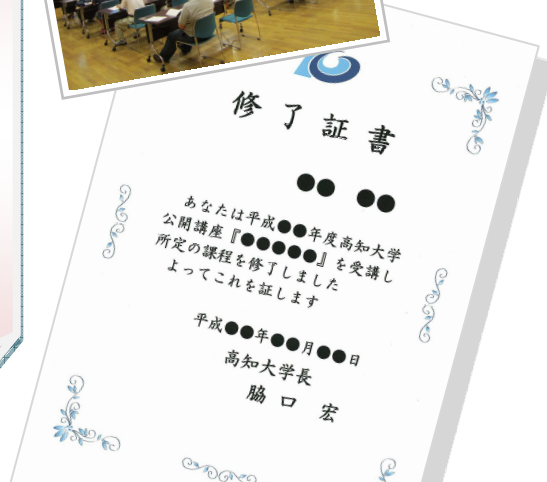 修了証書
●● ●●
あなたは平成●●年度高知大学
公開講座『●●●●●』を受講し
所定の課程を修了しました
よってこれを証します
平成●●年●●月●●日
高知大学長
脇口 宏